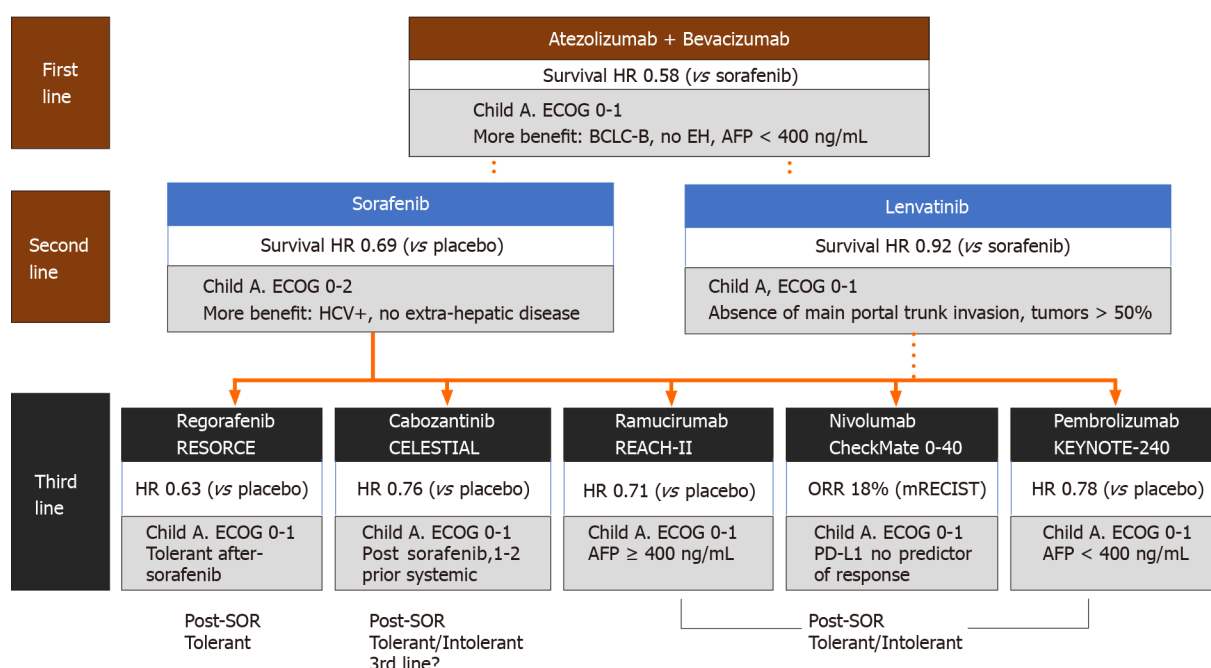 First
line
Atezolizumab + Bevacizumab
Survival HR 0.58 (vs sorafenib)
Child A. ECOG 0-1
More benefit: BCLC-B, no EH, AFP < 400 ng/mL
Second
line
Sorafenib
Survival HR 0.69 (vs placebo)
Child A. ECOG 0-2
More benefit: HCV+, no extra-hepatic disease
Lenvatinib
Survival HR 0.92 (vs sorafenib)
Child A, ECOG 0-1
Absence of main portal trunk invasion, tumors > 50%
Third
line
Regorafenib
RESORCE
HR 0.63 (vs placebo)
Child A. ECOG 0-1
Tolerant after-
sorafenib
Post-SOR
Tolerant
Cabozantinib
CELESTIAL
HR 0.76 (vs placebo)
Child A. ECOG 0-1
Post sorafenib,1-2
prior systemic
Post-SOR
Tolerant/Intolerant
3rd line?
Ramucirumab
REACH-II
HR 0.71 (vs placebo)
Child A. ECOG 0-1
AFP ≥ 400 ng/mL
Nivolumab
CheckMate 0-40
ORR 18% (mRECIST)
Child A. ECOG 0-1
PD-L1 no predictor
of response
Pembrolizumab
KEYNOTE-240
HR 0.78 (vs placebo)
Child A. ECOG 0-1
AFP < 400 ng/mL
Post-SOR
Tolerant/Intolerant